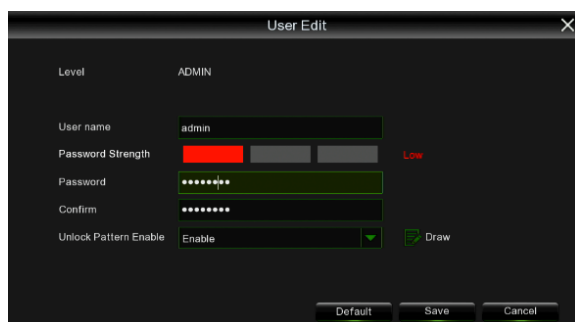 User Edit
Level ADMIN
User name admin
Password Strength Low
Password ••••••••
Confirm ••••••••
Unlock Pattern Enable Enable Draw
Default Save Cancel